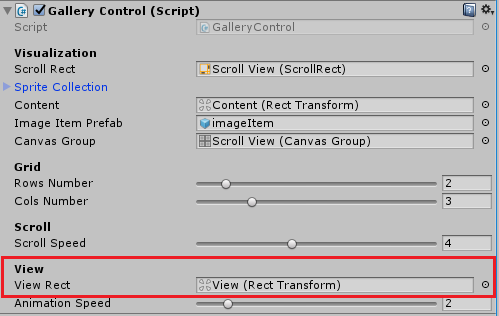 Gallery Control (Script)
Script GalleryControl
Visualization
Scroll Rect Scroll View (ScrollRect)
Sprite Collection
Content Content (Rect Transform)
Image Item Prefab imageItem
Canvas Group Scroll View (Canvas Group)
Grid
Rows Number 2
Cols Number 3
Scroll
Scroll Speed 4
View
View Rect View (Rect Transform)
Animation Speed 2